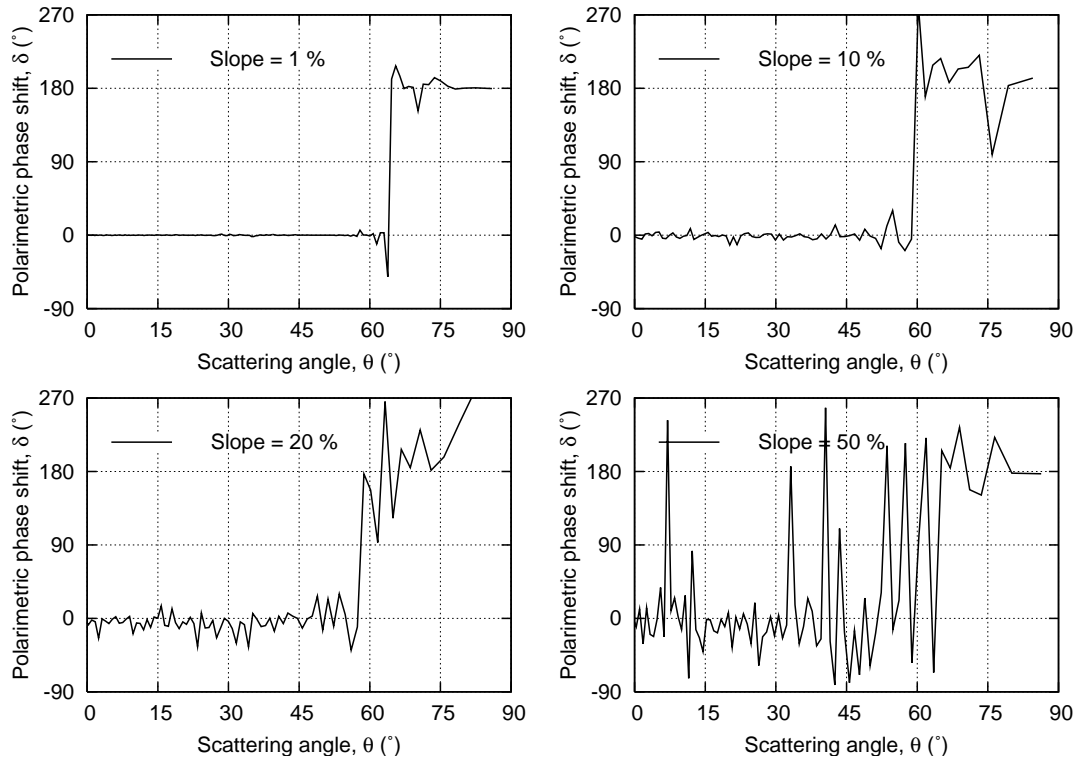 270
180
90
0
-90
Polarimetric phase shift, δ (°)
Slope = 1 %
0 15 30 45 60 75 90
Scattering angle, θ (°)
270
180
90
0
-90
Polarimetric phase shift, δ (°)
Slope = 10 %
0 15 30 45 60 75 90
Scattering angle, θ (°)
270
180
90
0
-90
Polarimetric phase shift, δ (°)
Slope = 20 %
0 15 30 45 60 75 90
Scattering angle, θ (°)
270
180
90
0
-90
Polarimetric phase shift, δ (°)
Slope = 50 %
0 15 30 45 60 75 90
Scattering angle, θ (°)